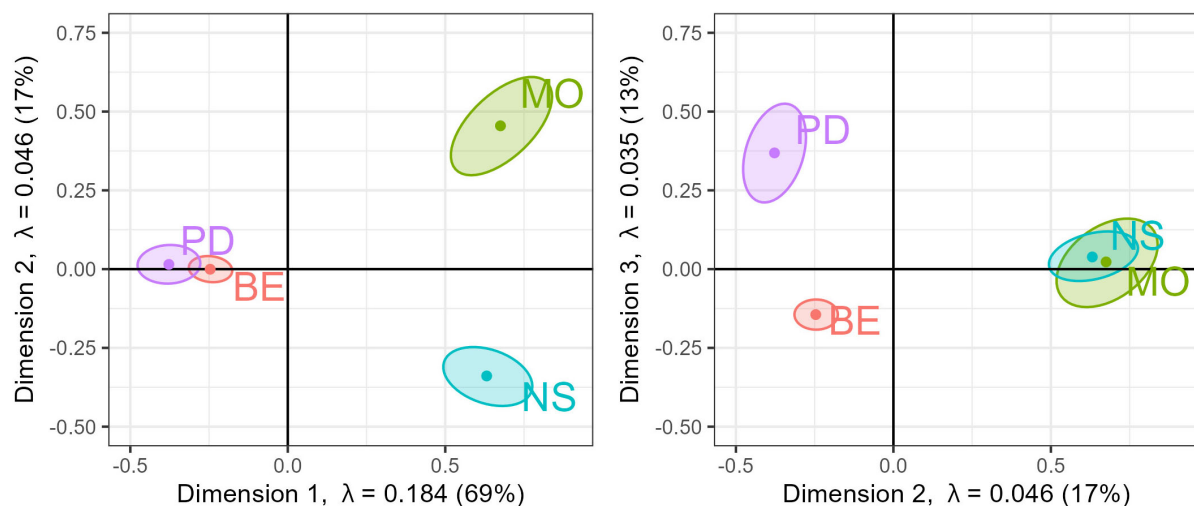 0.75
0.50
0.25
0.00
-0.25
-0.50
Dimension 2, λ = 0.046 (17%)
MO
PD
BE
NS
-0.5
0.0
0.5
Dimension 1, λ = 0.184 (69%)
0.75
0.50
0.25
0.00
-0.25
-0.50
Dimension 3, λ = 0.035 (13%)
PD
NS
MO
BE
-0.5
0.0
0.5
Dimension 2, λ = 0.046 (17%)